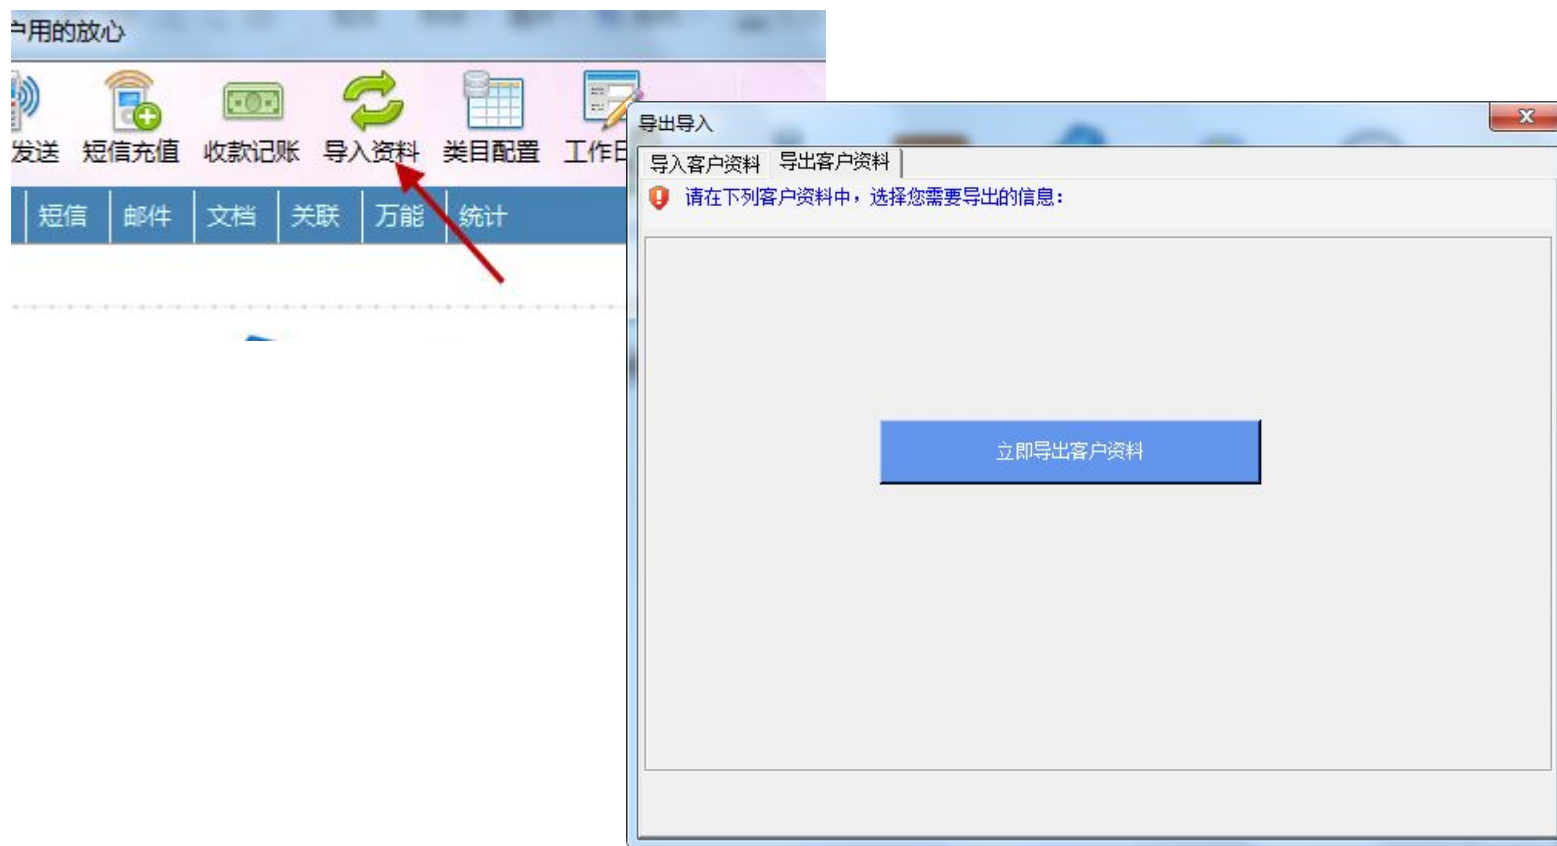 户用的放心
发送 短信充值 收款记账 导入资料 类目配置 工作日
短信 邮件 文档 关联 万能 统计
导出导入
导入客户资料 导出客户资料
请在下列客户资料中，选择您需要导出的信息：
立即导出客户资料